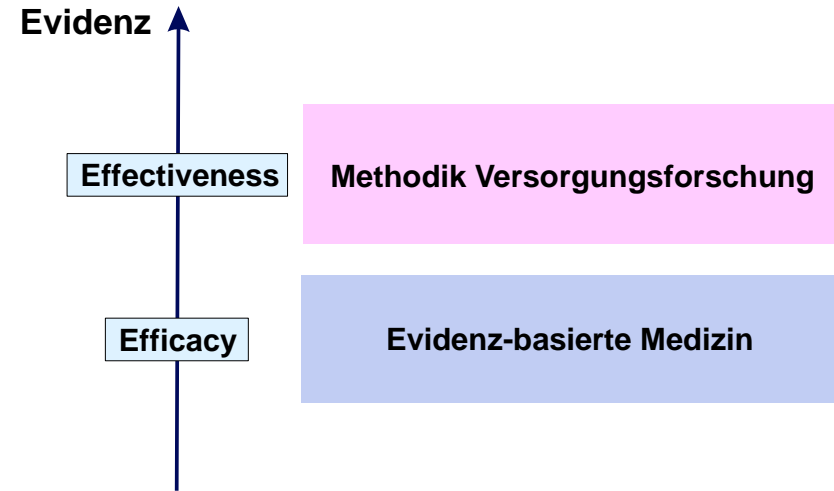 Evidenz
Effectiveness
Methodik Versorgungsforschung
Efficacy
Evidenz-basierte Medizin